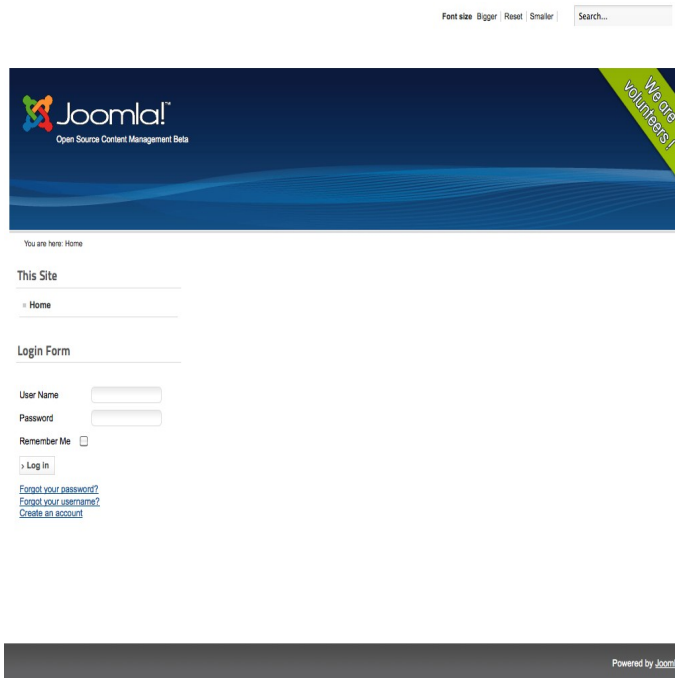 Font size Bigger Reset Smaller Search...
Joomla!™
Open Source Content Management Beta
We are
volunteers!
You are here: Home
This Site
Home
Login Form
User Name
Password
Remember Me
› Log in
Forgot your password?
Forgot your username?
Create an account
Powered by Jooml